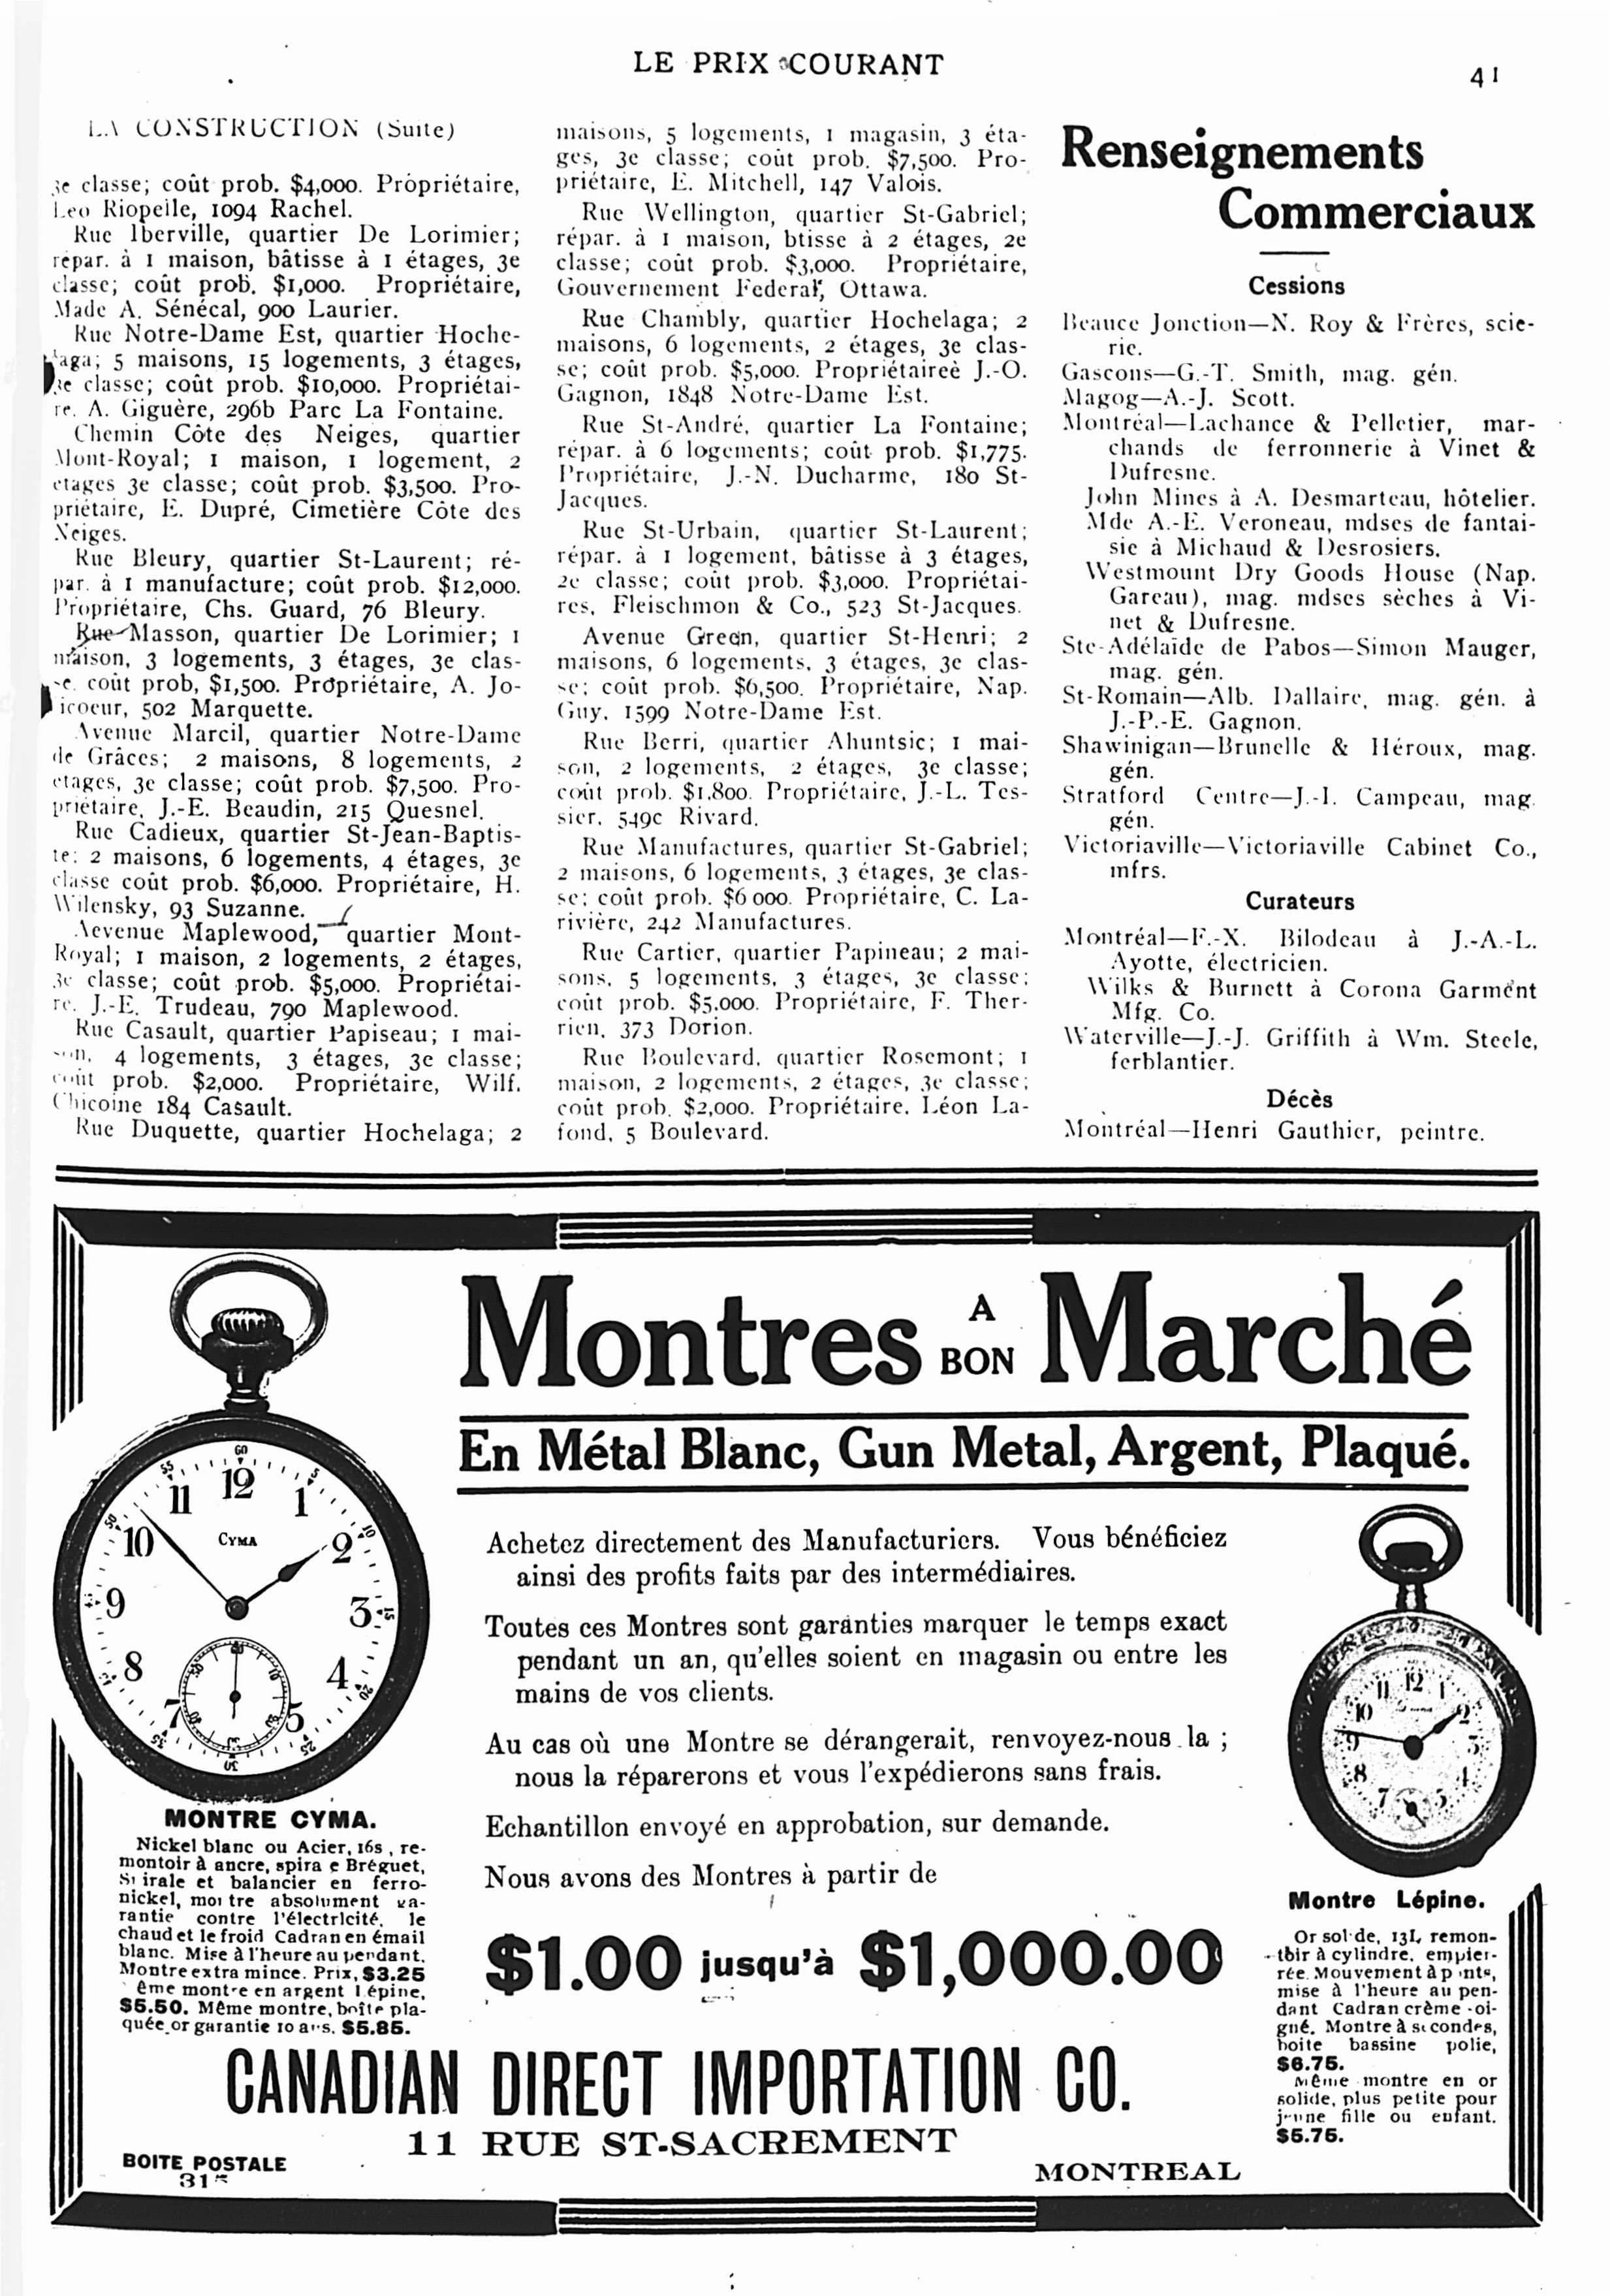 LE PRIX COURANT
41
LA CONSTRUCTION (Suite)
3e classe; coût prob. $4,000. Propriétaire,
Leo Riopelle, 1094 Rachel.
Rue Iberville, quartier De Lorimier;
répar. à 1 maison, bâtisse à 1 étages, 3e
classe; coût prob. $1,000. Propriétaire,
Made A. Sénécal, 900 Laurier.
Rue Notre-Dame Est, quartier Hoche-
laga; 5 maisons, 15 logements, 3 étages,
3e classe; coût prob. $10,000. Propriétai-
re. A. Giguère, 296b Parc La Fontaine.
Chemin Côte des Neiges, quartier
Mont-Royal; 1 maison, 1 logement, 2
etages 3e classe; coût prob. $3,500. Pro-
priétaire, E. Dupré, Cimetière Côte des
Neiges.
Rue Bleury, quartier St-Laurent; ré-
par. à 1 manufacture; coût prob. $12,000.
Propriétaire, Chs. Guard, 76 Bleury.
Rue Masson, quartier De Lorimier; 1
maison, 3 logements, 3 étages, 3e clas-
se. coût prob, $1,500. Propriétaire, A. Jo-
icoeur, 502 Marquette.
Avenue Marcil, quartier Notre-Dame
de Grâces; 2 maisons, 8 logements, 2
etages, 3e classe; coût prob. $7,500. Pro-
priétaire, J.-E. Beaudin, 215 Quesnel.
Rue Cadieux, quartier St-Jean-Baptis-
te: 2 maisons, 6 logements, 4 étages, 3e
classe coût prob. $6,000. Propriétaire, H.
Wilensky, 93 Suzanne.
Aevenue Maplewood, quartier Mont-
Royal; 1 maison, 2 logements, 2 étages,
3e classe; coût prob. $5,000. Propriétai-
re. J.-E. Trudeau, 790 Maplewood.
Rue Casault, quartier Papiseau; 1 mai-
son, 4 logements, 3 étages, 3e classe;
coût prob. $2,000. Propriétaire, Wilf.
Chicoine 184 Casault.
Rue Duquette, quartier Hochelaga; 2
maisons, 5 logements, 1 magasin, 3 éta-
ges, 3e classe; coût prob. $7,500. Pro-
priétaire, E. Mitchell, 147 Valois.
Rue Wellington, quartier St-Gabriel;
répar. à 1 maison, btisse à 2 étages, 2e
classe; coût prob. $3,000. Propriétaire,
Gouvernement Federal, Ottawa.
Rue Chambly, quartier Hochelaga; 2
maisons, 6 logements, 2 étages, 3e clas-
se; coût prob. $5,000. Propriétaireè J.-O.
Gagnon, 1848 Notre-Dame Est.
Rue St-André, quartier La Fontaine;
répar. à 6 logements; coût prob. $1,775.
Propriétaire, J.-N. Ducharme, 180 St-
Jacques.
Rue St-Urbain, quartier St-Laurent;
répar. à 1 logement, bâtisse à 3 étages,
2e classe; coût prob. $3,000. Propriétai-
res, Fleischmon & Co., 523 St-Jacques.
Avenue Green, quartier St-Henri; 2
maisons, 6 logements, 3 étages, 3e clas-
se; coût prob. $6,500. Propriétaire, Nap.
Guy, 1599 Notre-Dame Est.
Rue Berri, quartier Ahuntsic; 1 mai-
son, 2 logements, 2 étages, 3e classe;
coût prob. $1,800. Propriétaire, J.-L. Tes-
sier, 549c Rivard.
Rue Manufactures, quartier St-Gabriel;
2 maisons, 6 logements, 3 étages, 3e clas-
se; coût prob. $6 000. Propriétaire, C. La-
rivière, 242 Manufactures.
Rue Cartier, quartier Papineau; 2 mai-
sons, 5 logements, 3 étages, 3e classe;
coût prob. $5,000. Propriétaire, F. Ther-
rien, 373 Dorion.
Rue Boulevard, quartier Rosemont; 1
maison, 2 logements, 2 étages, 3e classe;
coût prob. $2,000. Propriétaire. Léon La-
fond, 5 Boulevard.
Renseignements
Commerciaux
Cessions
Beauce Jonction—N. Roy & Frères, scie-
rie.
Gascons—G.-T. Smith, mag. gén.
Magog—A.-J. Scott.
Montréal—Lachance & Pelletier, mar-
chands de ferronnerie à Vinet &
Dufresne.
John Mines à A. Desmarteau, hôtelier.
Mde A.-E. Veroneau, mdses de fantai-
sie à Michaud & Desrosiers.
Westmount Dry Goods House (Nap.
Gareau), mag. mdses sèches à Vi-
net & Dufresne.
Ste-Adélaïde de Pabos—Simon Mauger,
mag. gén.
St-Romain—Alb. Dallaire, mag. gén. à
J.-P.-E. Gagnon.
Shawinigan—Brunelle & Héroux, mag.
gén.
Stratford Centre—J.-I. Campeau, mag.
gén.
Victoriaville—Victoriaville Cabinet Co.,
mfrs.
Curateurs
Montréal—F.-X. Bilodeau à J.-A.-L.
Ayotte, électricien.
Wilks & Burnett à Corona Garment
Mfg. Co.
Waterville—J.-J. Griffith à Wm. Steele,
ferblantier.
Décès
Montréal—Henri Gauthier, peintre.
Montres A BON Marché
En Métal Blanc, Gun Metal, Argent, Plaqué.
CYMA
Achetez directement des Manufacturiers. Vous bénéficiez
ainsi des profits faits par des intermédiaires.
Toutes ces Montres sont garanties marquer le temps exact
pendant un an, qu'elles soient en magasin ou entre les
mains de vos clients.
Au cas où une Montre se dérangerait, renvoyez-nous la ;
nous la réparerons et vous l'expédierons sans frais.
Echantillon envoyé en approbation, sur demande.
Nous avons des Montres à partir de
$1.00 jusqu'à $1,000.00
MONTRE CYMA.
Nickel blanc ou Acier, 16s, re-
montoir à ancre, spira e Bréguet,
S irale et balancier en ferro-
nickel, mo tre absolument ga-
rantie contre l'électricité, le
chaud et le froid Cadran en émail
blanc. Mise à l'heure au pendant.
Montre extra mince. Prix, $3.25
ême montre en argent Lépine,
$5.50. Même montre, boîte pla-
quée or garantie 10 ans, $5.85.
Montre Lépine.
Or sol de, 13L remon-
toir à cylindre, empier-
rée. Mouvement à p nts,
mise à l'heure au pen-
dant Cadran crème soi-
gné. Montre à secondes,
boite bassine polie,
$6.75.
Même montre en or
solide, plus petite pour
jeune fille ou enfant.
$5.75.
CANADIAN DIRECT IMPORTATION CO.
11 RUE ST-SACREMENT
BOITE POSTALE
MONTREAL